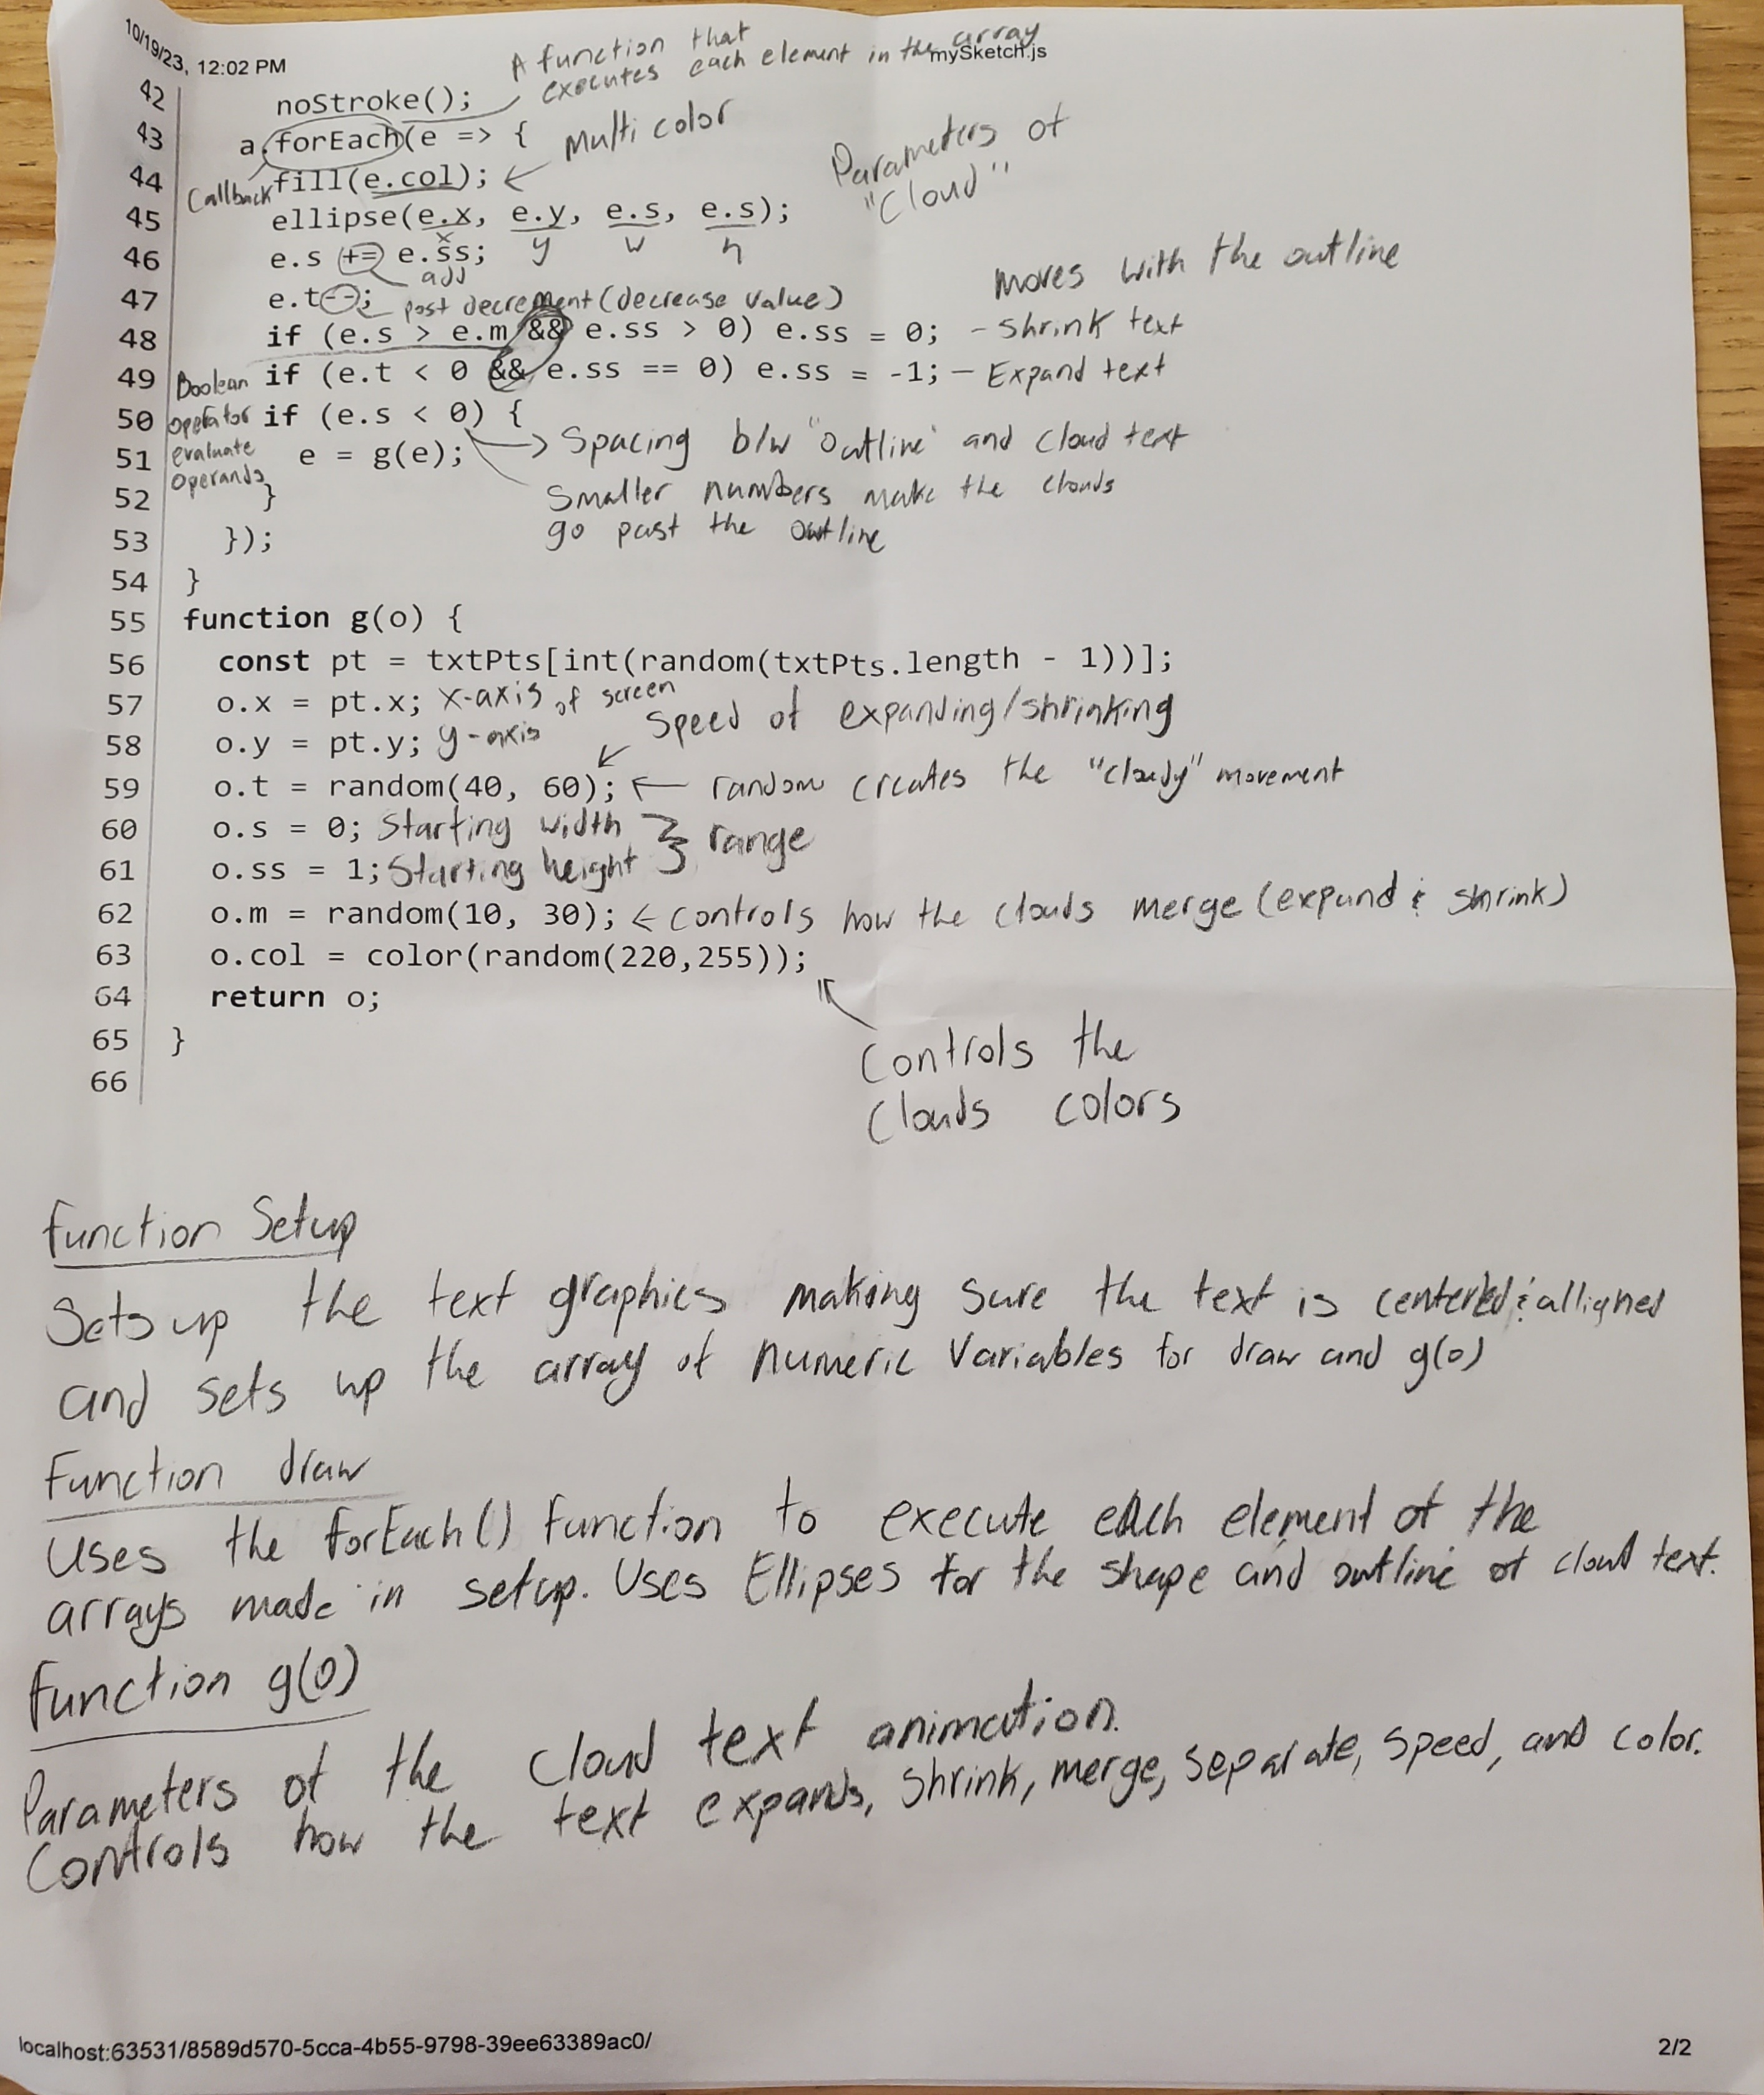 10/19/23, 12:02 PM
mySketch.js
A function that
executes each element in the array
42 noStroke();
43 a.forEach(e => {
Multi color
Parameters of
"Cloud"
44 fill(e.col);
Callback
45 ellipse(e.x, e.y, e.s, e.s);
x y w h
46 e.s += e.ss;
add
moves with the outline
47 e.t--; post decrement (decrease value)
48 if (e.s > e.m && e.ss > 0) e.ss = 0; - Shrink text
49 if (e.t < 0 && e.ss == 0) e.ss = -1; - Expand text
Boolean
operator
evaluate
operands
50 if (e.s < 0) {
Spacing b/w "outline" and cloud text
51 e = g(e);
Smaller numbers make the clouds
go past the outline
52 }
53 });
54 }
55 function g(o) {
56 const pt = txtPts[int(random(txtPts.length - 1))];
57 o.x = pt.x; x-axis of screen
Speed of expanding/shrinking
58 o.y = pt.y; y-axis
59 o.t = random(40, 60); random creates the "cloudy" movement
60 o.s = 0; Starting width
range
61 o.ss = 1; Starting height
62 o.m = random(10, 30); controls how the clouds merge (expand & shrink)
63 o.col = color(random(220,255));
64 return o;
65 }
66
Controls the
Clouds colors
function Setup
Sets up the text graphics making sure the text is centered & alligned
and sets up the array of numeric Variables for draw and g(o)
Function draw
Uses the forEach() function to execute each element of the
arrays made in setup. Uses Ellipses for the shape and outline of cloud text.
function g(o)
Parameters of the cloud text animation.
Controls how the text expands, shrink, merge, separate, speed, and color.
localhost:63531/8589d570-5cca-4b55-9798-39ee63389ac0/
2/2